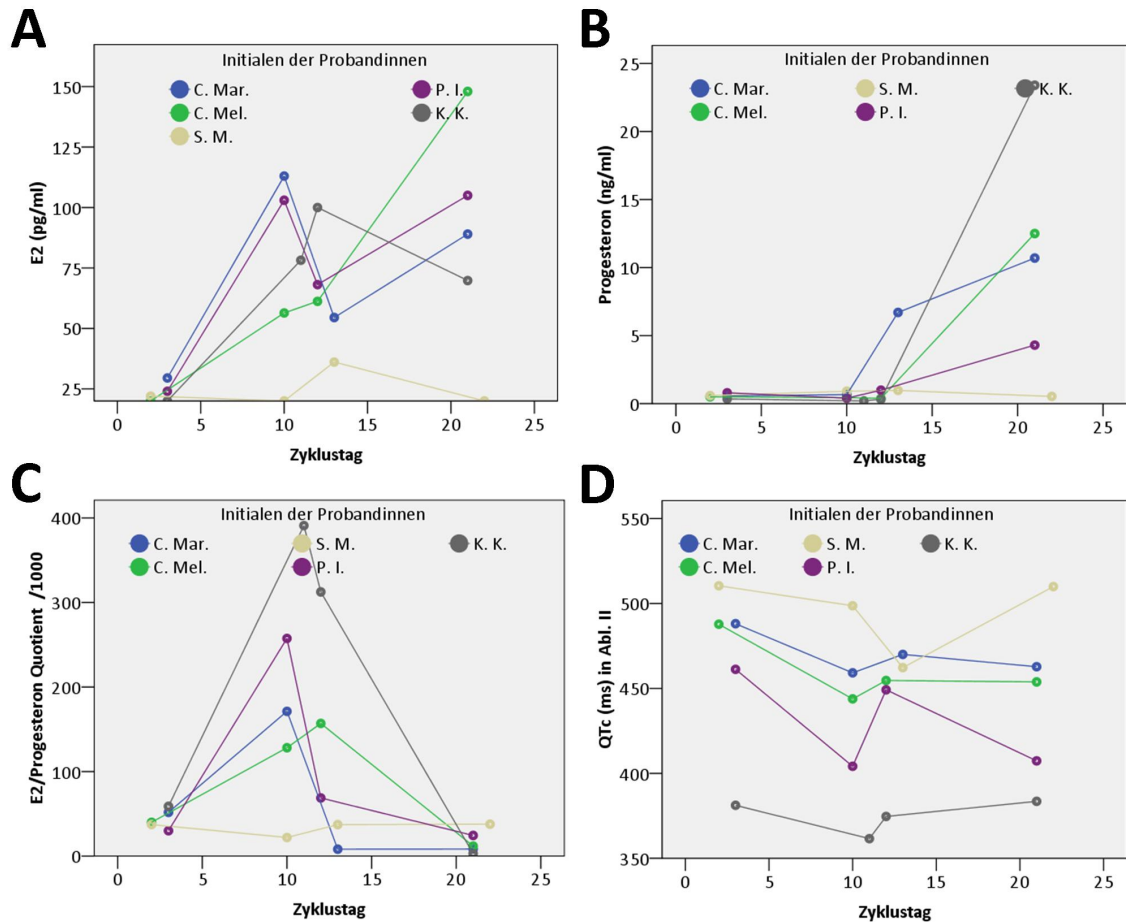 A
Initialen der Probandinnen
C. Mar.
P. I.
C. Mel.
K. K.
S. M.
150
125
100
75
50
25
E2 (pg/ml)
0 5 10 15 20 25
Zyklustag
B
Initialen der Probandinnen
C. Mar.
S. M.
K. K.
C. Mel.
P. I.
25
20
15
10
5
0
Progesteron (ng/ml)
0 5 10 15 20 25
Zyklustag
C
Initialen der Probandinnen
C. Mar.
S. M.
K. K.
C. Mel.
P. I.
400
300
200
100
0
E2/Progesteron Quotient /1000
0 5 10 15 20 25
Zyklustag
D
Initialen der Probandinnen
C. Mar.
S. M.
K. K.
C. Mel.
P. I.
550
500
450
400
350
QTc (ms) in Abl. II
0 5 10 15 20 25
Zyklustag